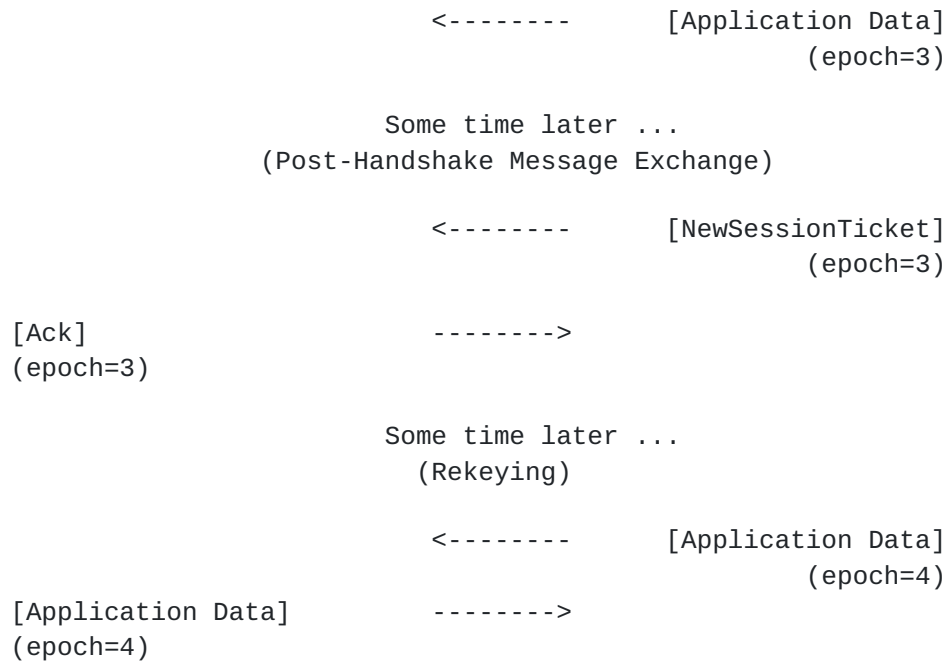 <--------      [Application Data]
(epoch=3)
Some time later ...
(Post-Handshake Message Exchange)
<--------      [NewSessionTicket]
(epoch=3)
[Ack]                      -------->
(epoch=3)
Some time later ...
(Rekeying)
<--------      [Application Data]
(epoch=4)
[Application Data]         -------->
(epoch=4)